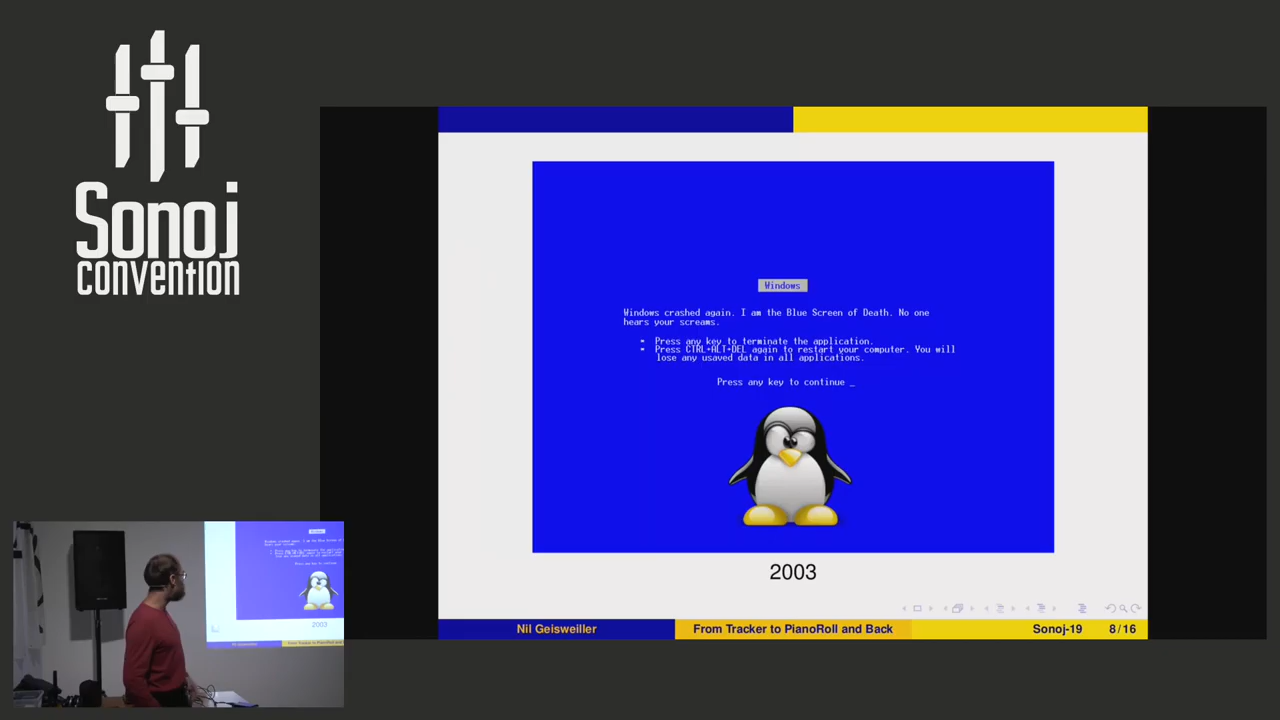 Sonoj
convention
Windows
Windows crashed again. I am the Blue Screen of Death. No one
hears your screams.
* Press any key to terminate the application.
* Press CTRL+ALT+DEL again to restart your computer. You will
lose any usaved data in all applications.
Press any key to continue _
2003
Nil Geisweiller
From Tracker to PianoRoll and Back
Sonoj-19
8/16
2003